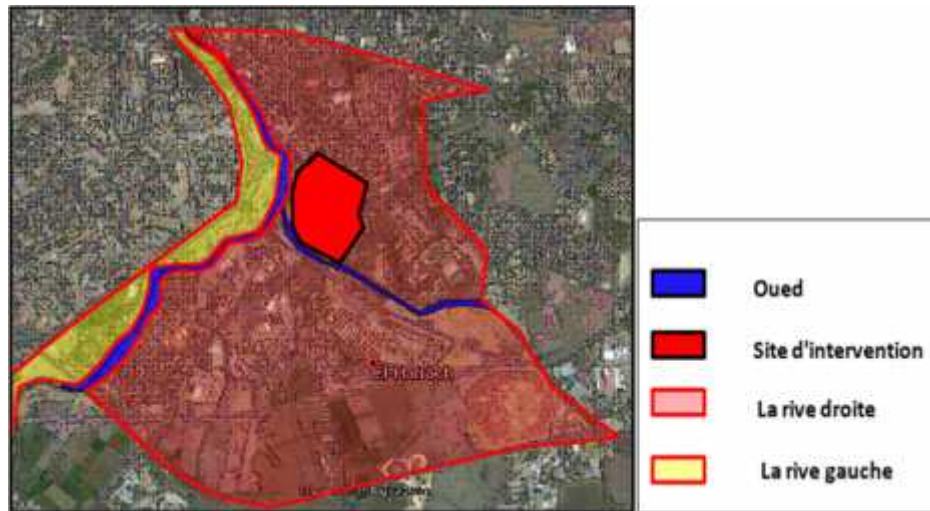 Oued
Site d'intervention
La rive droite
La rive gauche